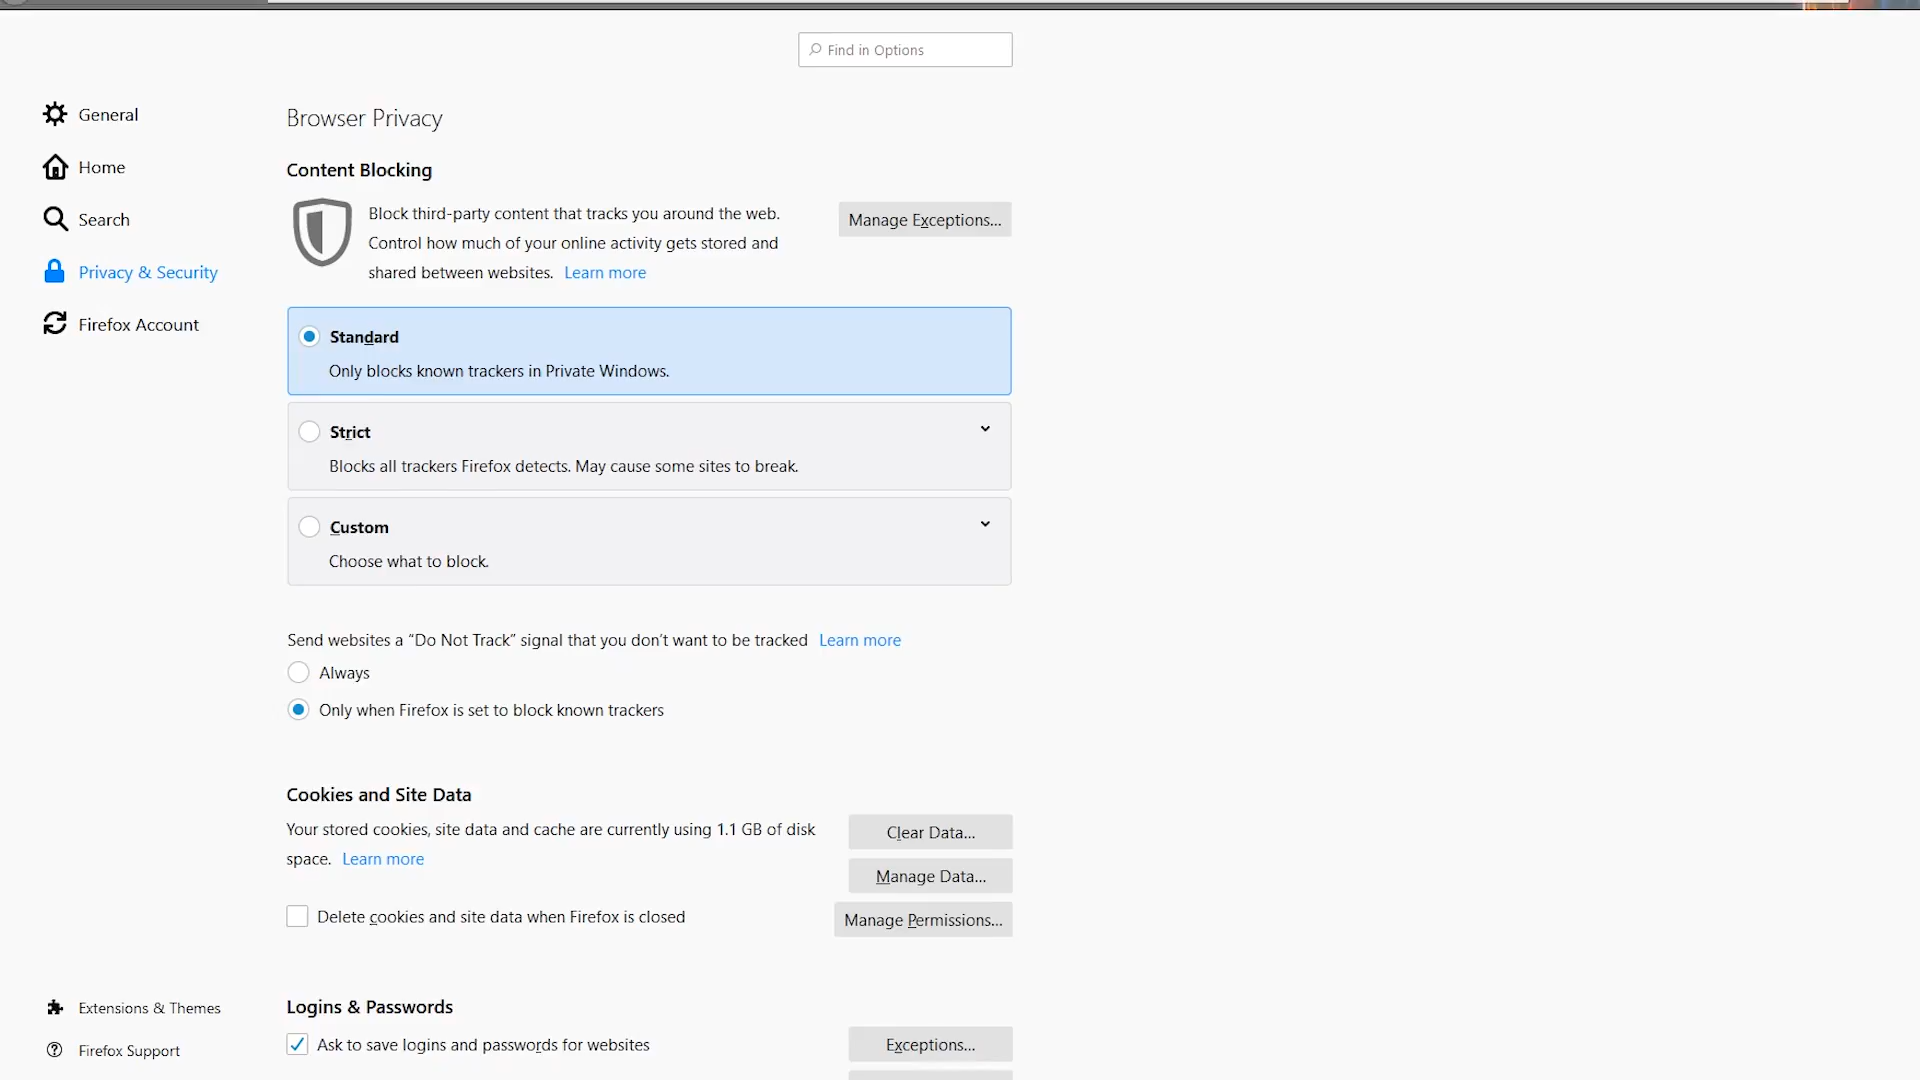 Find in Options
General
Home
Search
Privacy & Security
Firefox Account
Extensions & Themes
Firefox Support
Browser Privacy
Content Blocking
Block third-party content that tracks you around the web.
Control how much of your online activity gets stored and
shared between websites. Learn more
Manage Exceptions...
Standard
Only blocks known trackers in Private Windows.
Strict
Blocks all trackers Firefox detects. May cause some sites to break.
Custom
Choose what to block.
Send websites a “Do Not Track” signal that you don’t want to be tracked Learn more
Always
Only when Firefox is set to block known trackers
Cookies and Site Data
Your stored cookies, site data and cache are currently using 1.1 GB of disk
space. Learn more
Clear Data...
Manage Data...
Delete cookies and site data when Firefox is closed
Manage Permissions...
Logins & Passwords
Ask to save logins and passwords for websites
Exceptions...